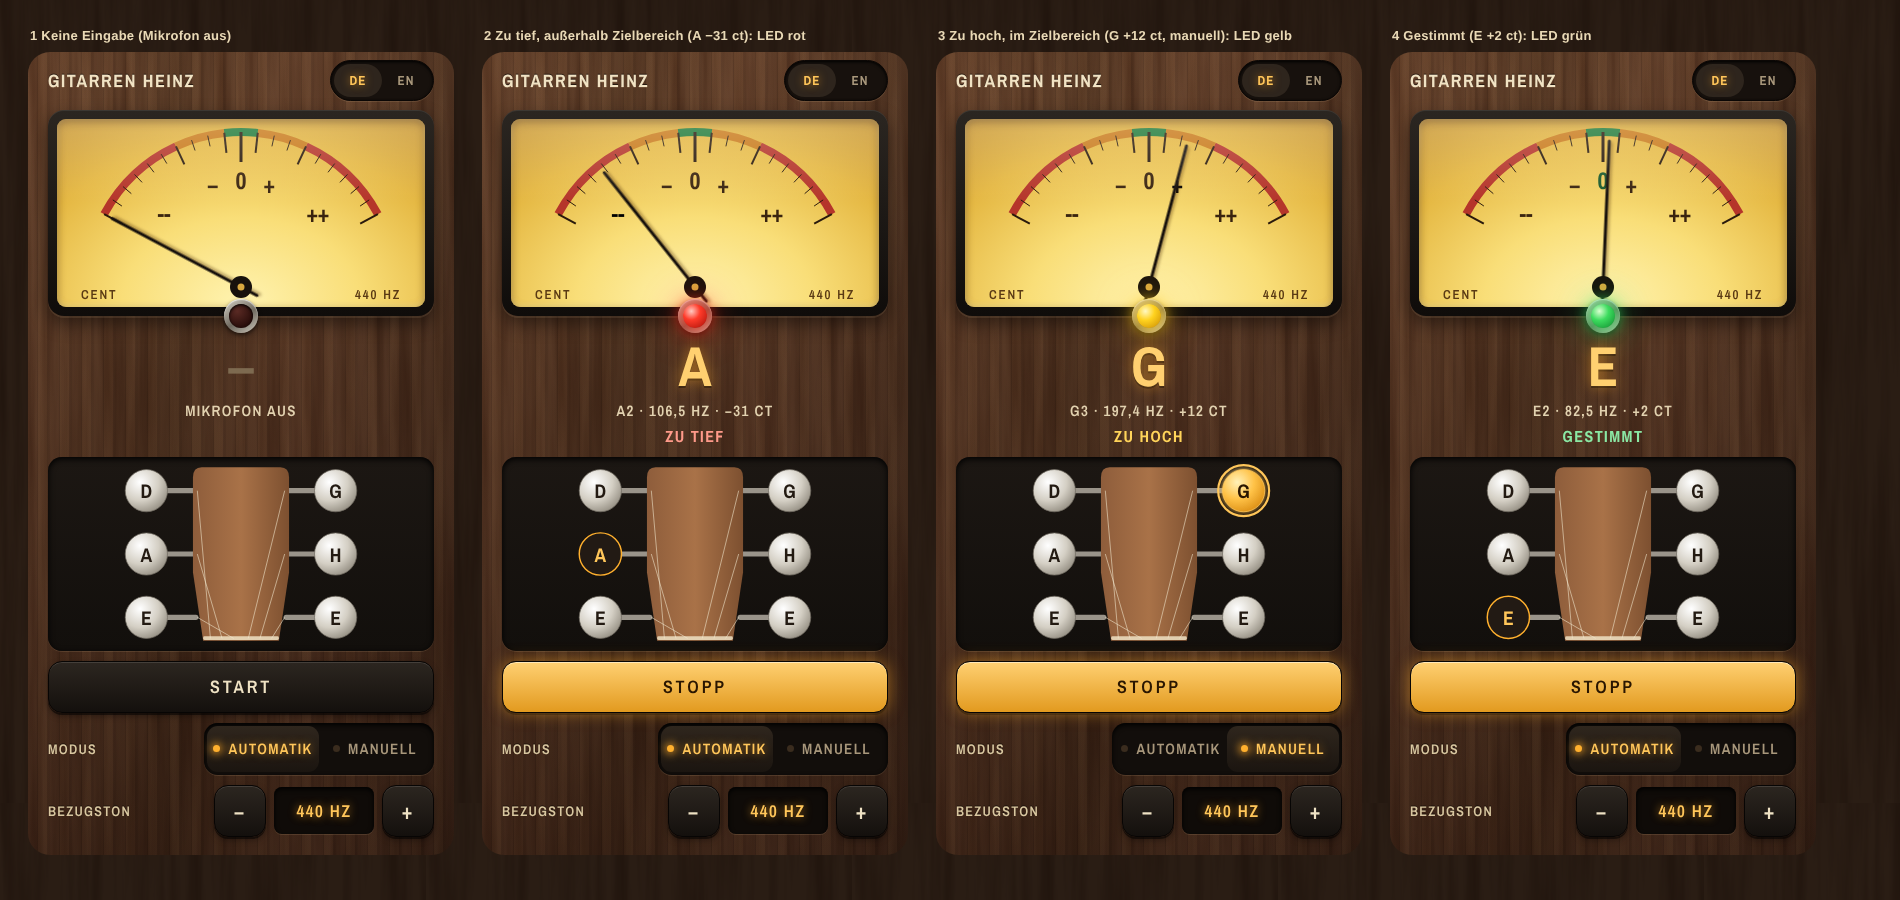 1 Keine Eingabe (Mikrofon aus)
GITARREN HEINZ
DE EN
– 0 +
-- ++
CENT 440 HZ
–
MIKROFON AUS
D G
A H
E E
START
MODUS AUTOMATIK MANUELL
BEZUGSTON – 440 HZ +
2 Zu tief, außerhalb Zielbereich (A −31 ct): LED rot
GITARREN HEINZ
DE EN
– 0 +
-- ++
CENT 440 HZ
A
A2 · 106,5 HZ · −31 CT
ZU TIEF
D G
A H
E E
STOPP
MODUS AUTOMATIK MANUELL
BEZUGSTON – 440 HZ +
3 Zu hoch, im Zielbereich (G +12 ct, manuell): LED gelb
GITARREN HEINZ
DE EN
– 0 +
-- ++
CENT 440 HZ
G
G3 · 197,4 HZ · +12 CT
ZU HOCH
D G
A H
E E
STOPP
MODUS AUTOMATIK MANUELL
BEZUGSTON – 440 HZ +
4 Gestimmt (E +2 ct): LED grün
GITARREN HEINZ
DE EN
– 0 +
-- ++
CENT 440 HZ
E
E2 · 82,5 HZ · +2 CT
GESTIMMT
D G
A H
E E
STOPP
MODUS AUTOMATIK MANUELL
BEZUGSTON – 440 HZ +